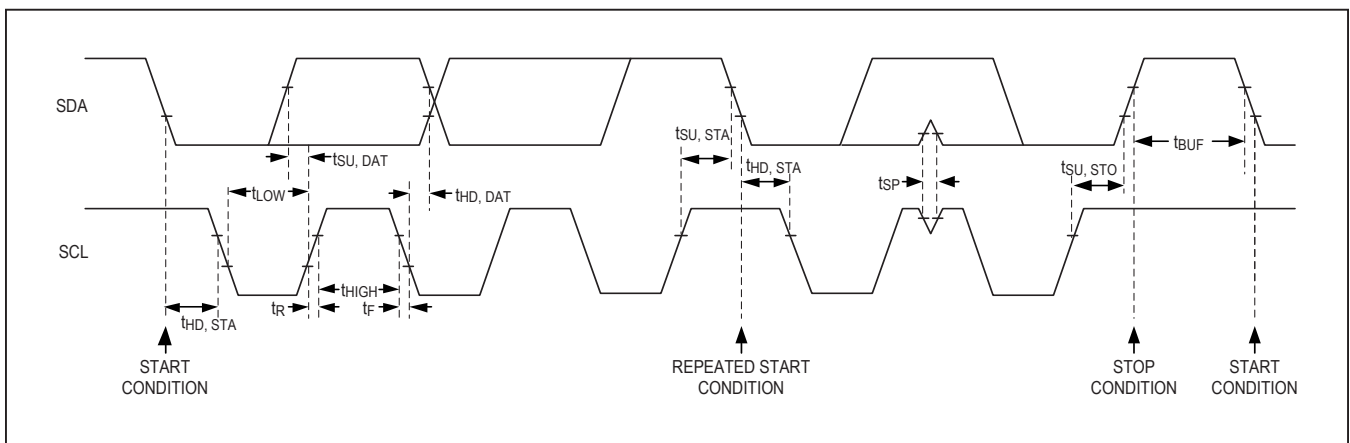 SDA
tSU, DAT
tLOW
tHD, DAT
tSU, STA
tHD, STA
tSP
tSU, STO
tBUF
SCL
tHD, STA
tR
tHIGH
tF
START
CONDITION
REPEATED START
CONDITION
STOP
CONDITION
START
CONDITION